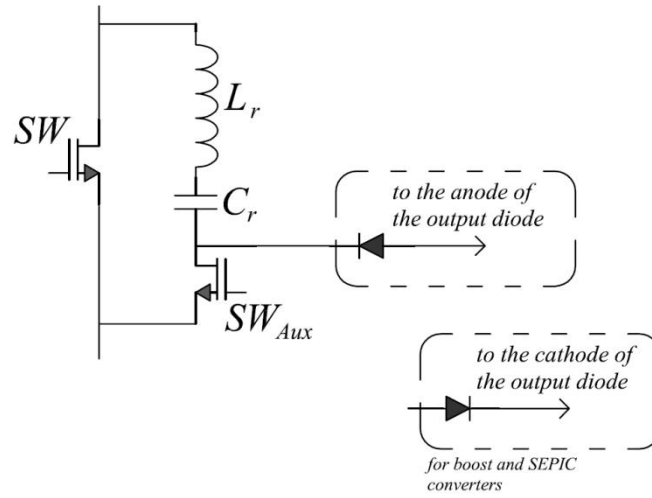 SW
L_r
C_r
to the anode of
the output diode
SW_Aux
to the cathode of
the output diode
for boost and SEPIC
converters